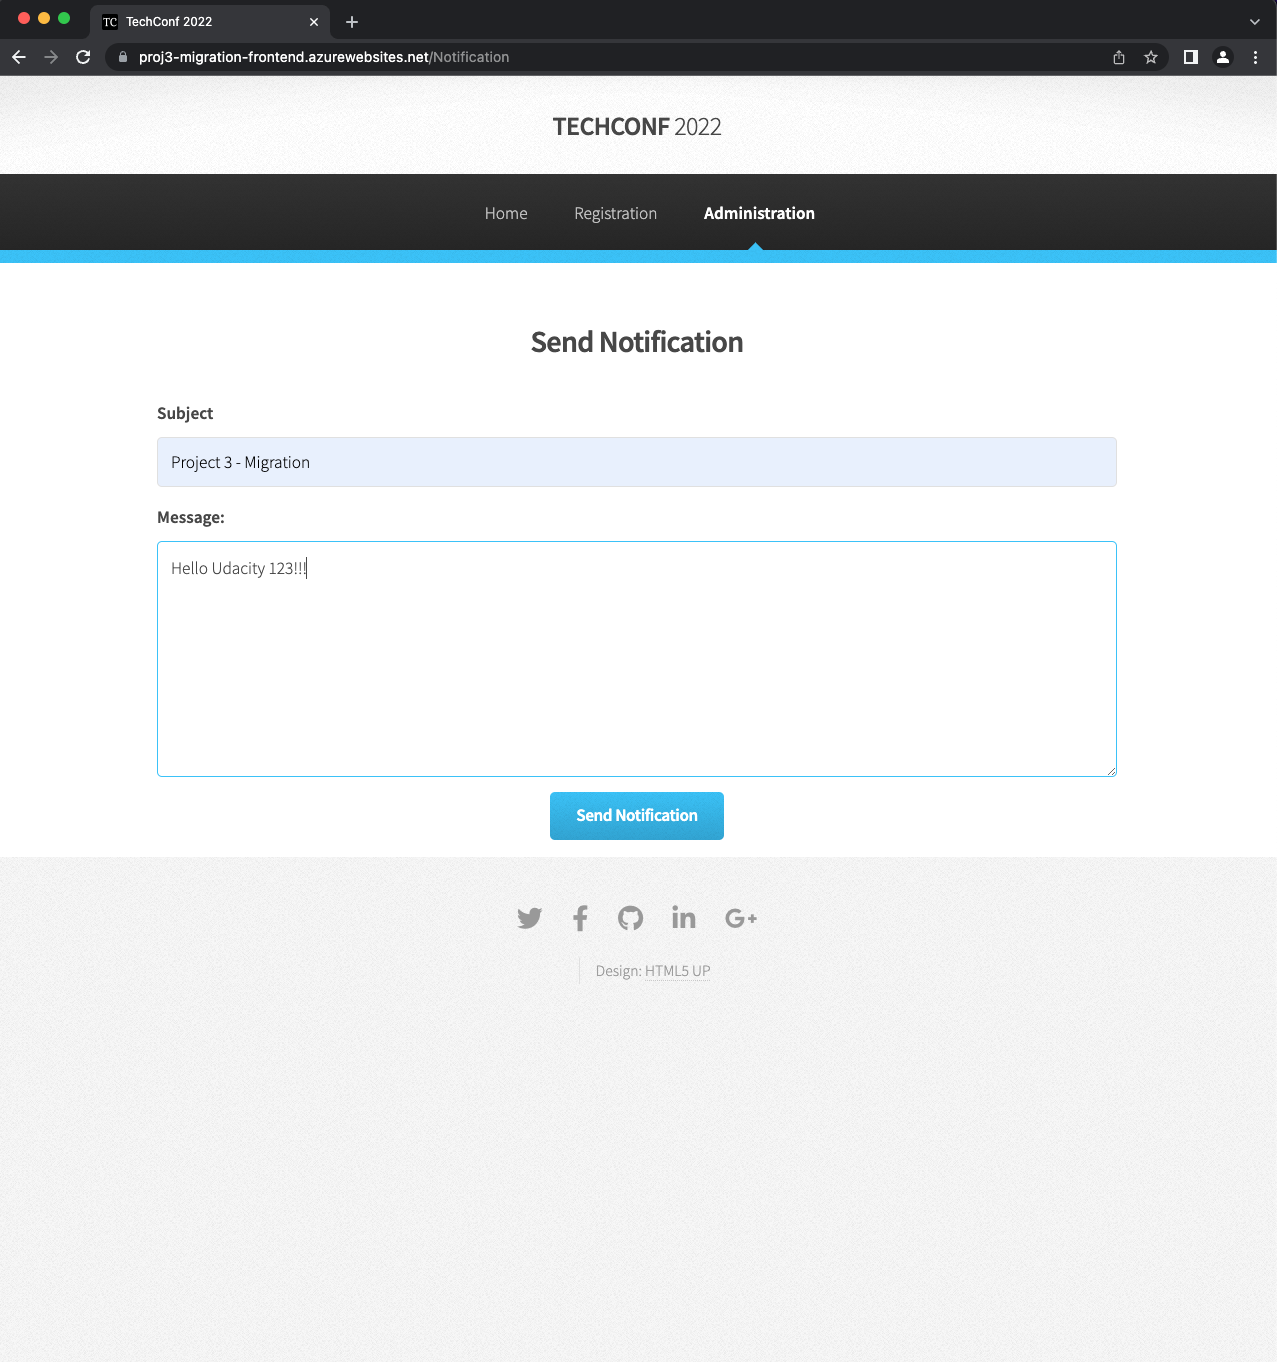 TC TechConf 2022
proj3-migration-frontend.azurewebsites.net/Notification
TECHCONF 2022
Home Registration Administration
Send Notification
Subject
Project 3 - Migration
Message:
Hello Udacity 123!!!
Send Notification
Design: HTML5 UP